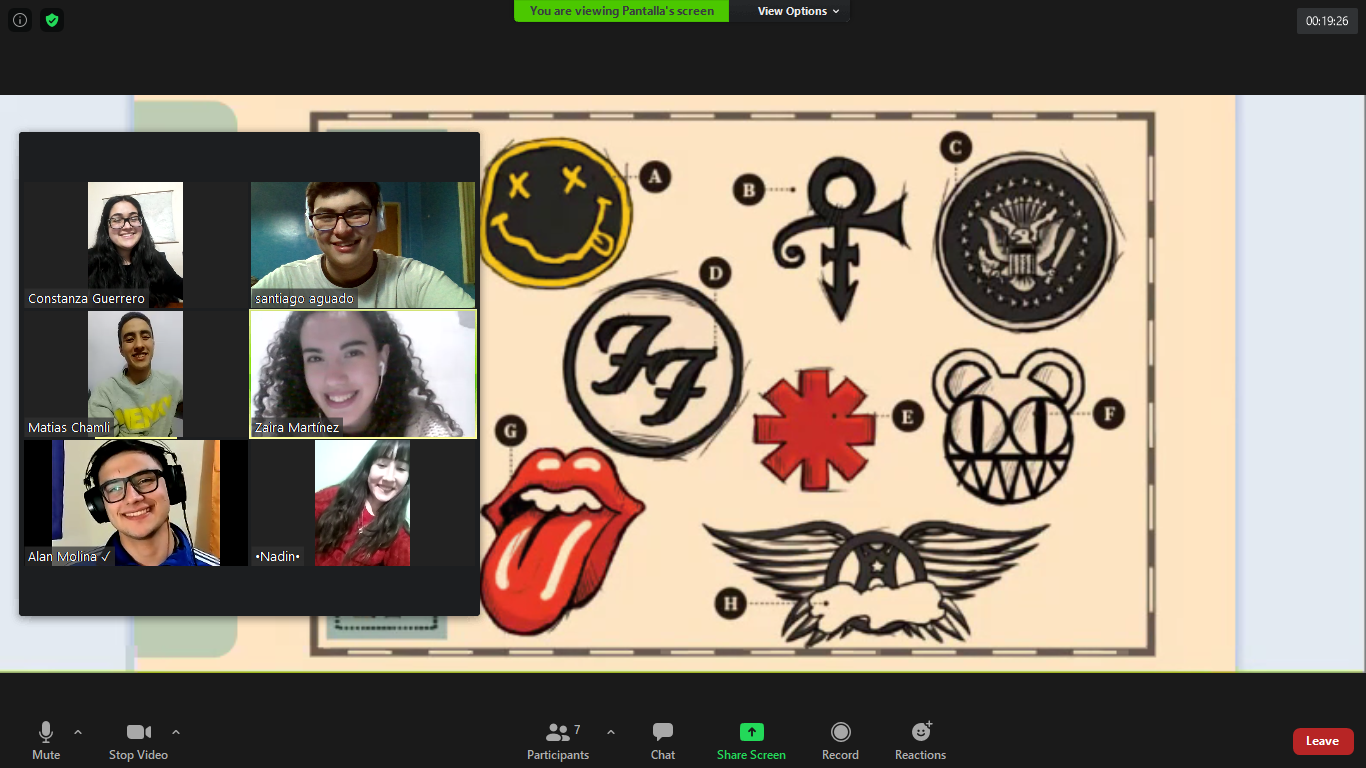 You are viewing Pantalla's screen
View Options
00:19:26
A
B
C
D
E
F
G
H
FF
Constanza Guerrero
santiago aguado
Matias Chamli
Zaira Martínez
Alan Molina ✓
•Nadin•
Mute
Stop Video
Participants
7
Chat
Share Screen
Record
Reactions
Leave